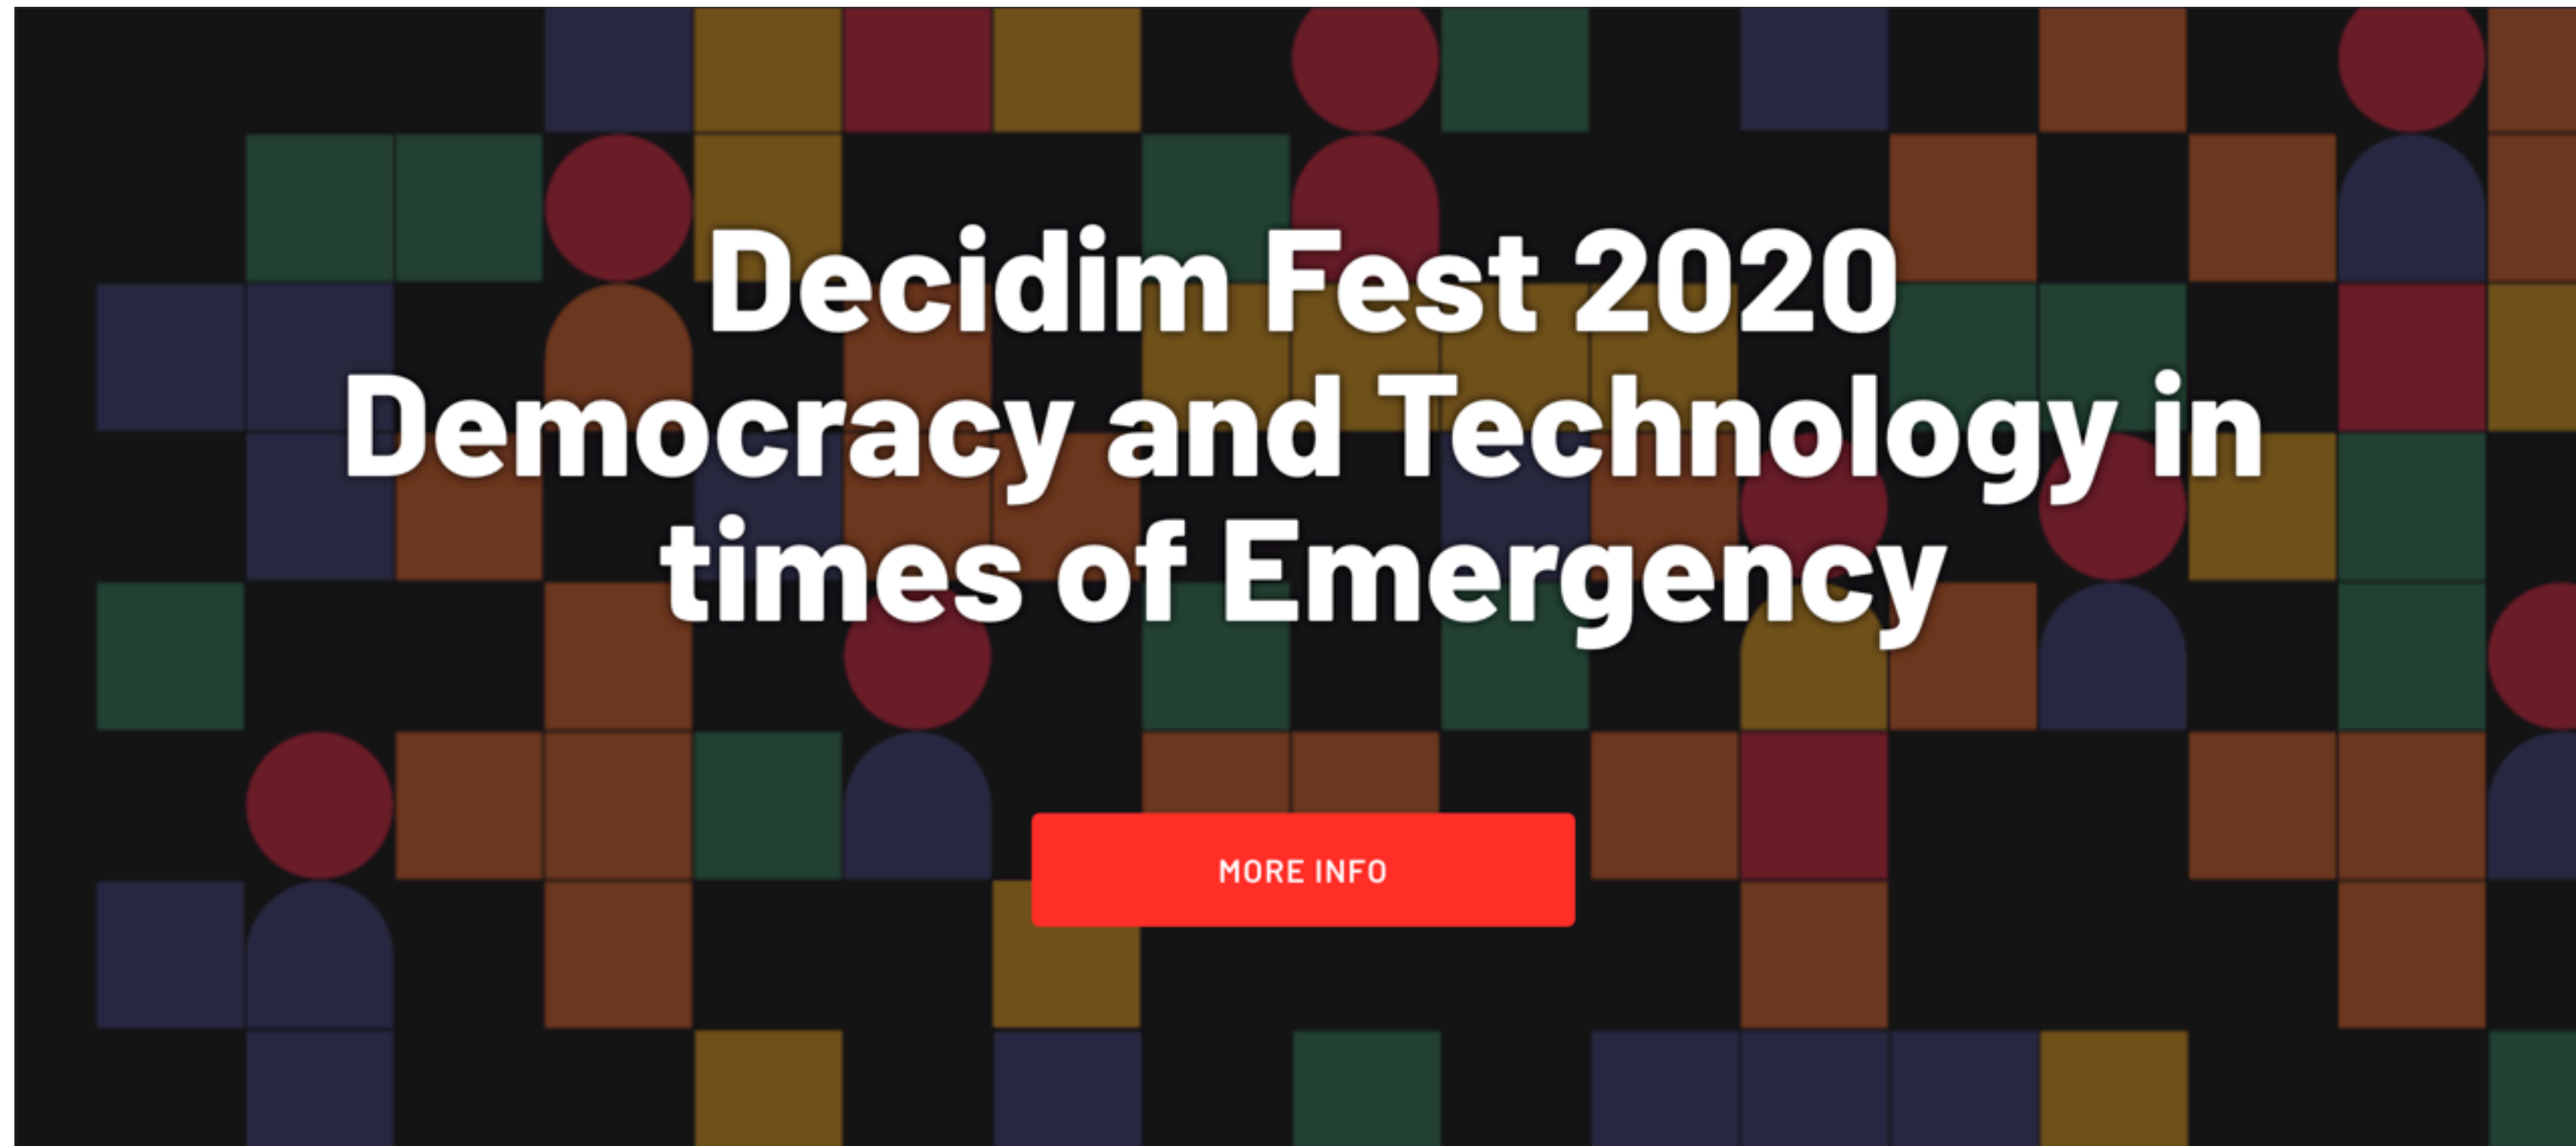 Decidim Fest 2020
Democracy and Technology in
times of Emergency
MORE INFO